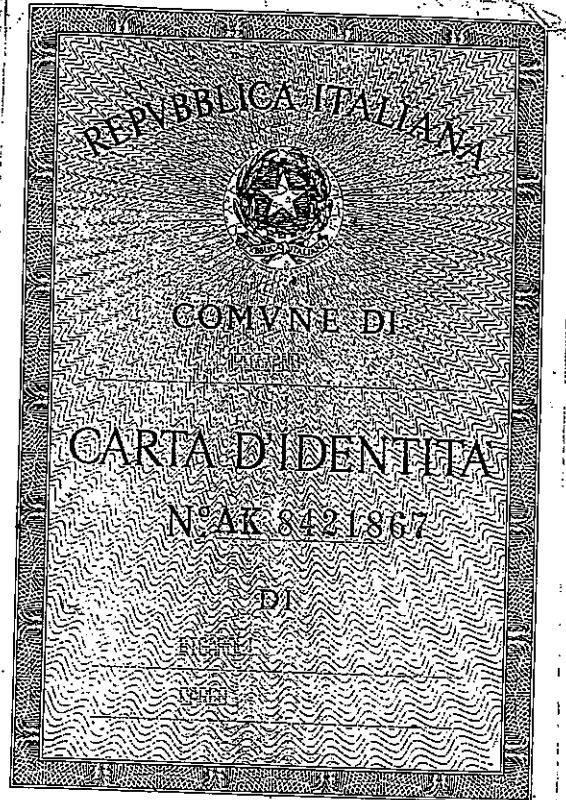 REPVBBLICA ITALIANA
COMVNE DI
CARTA D'IDENTITA
N° AK 8421867
DI